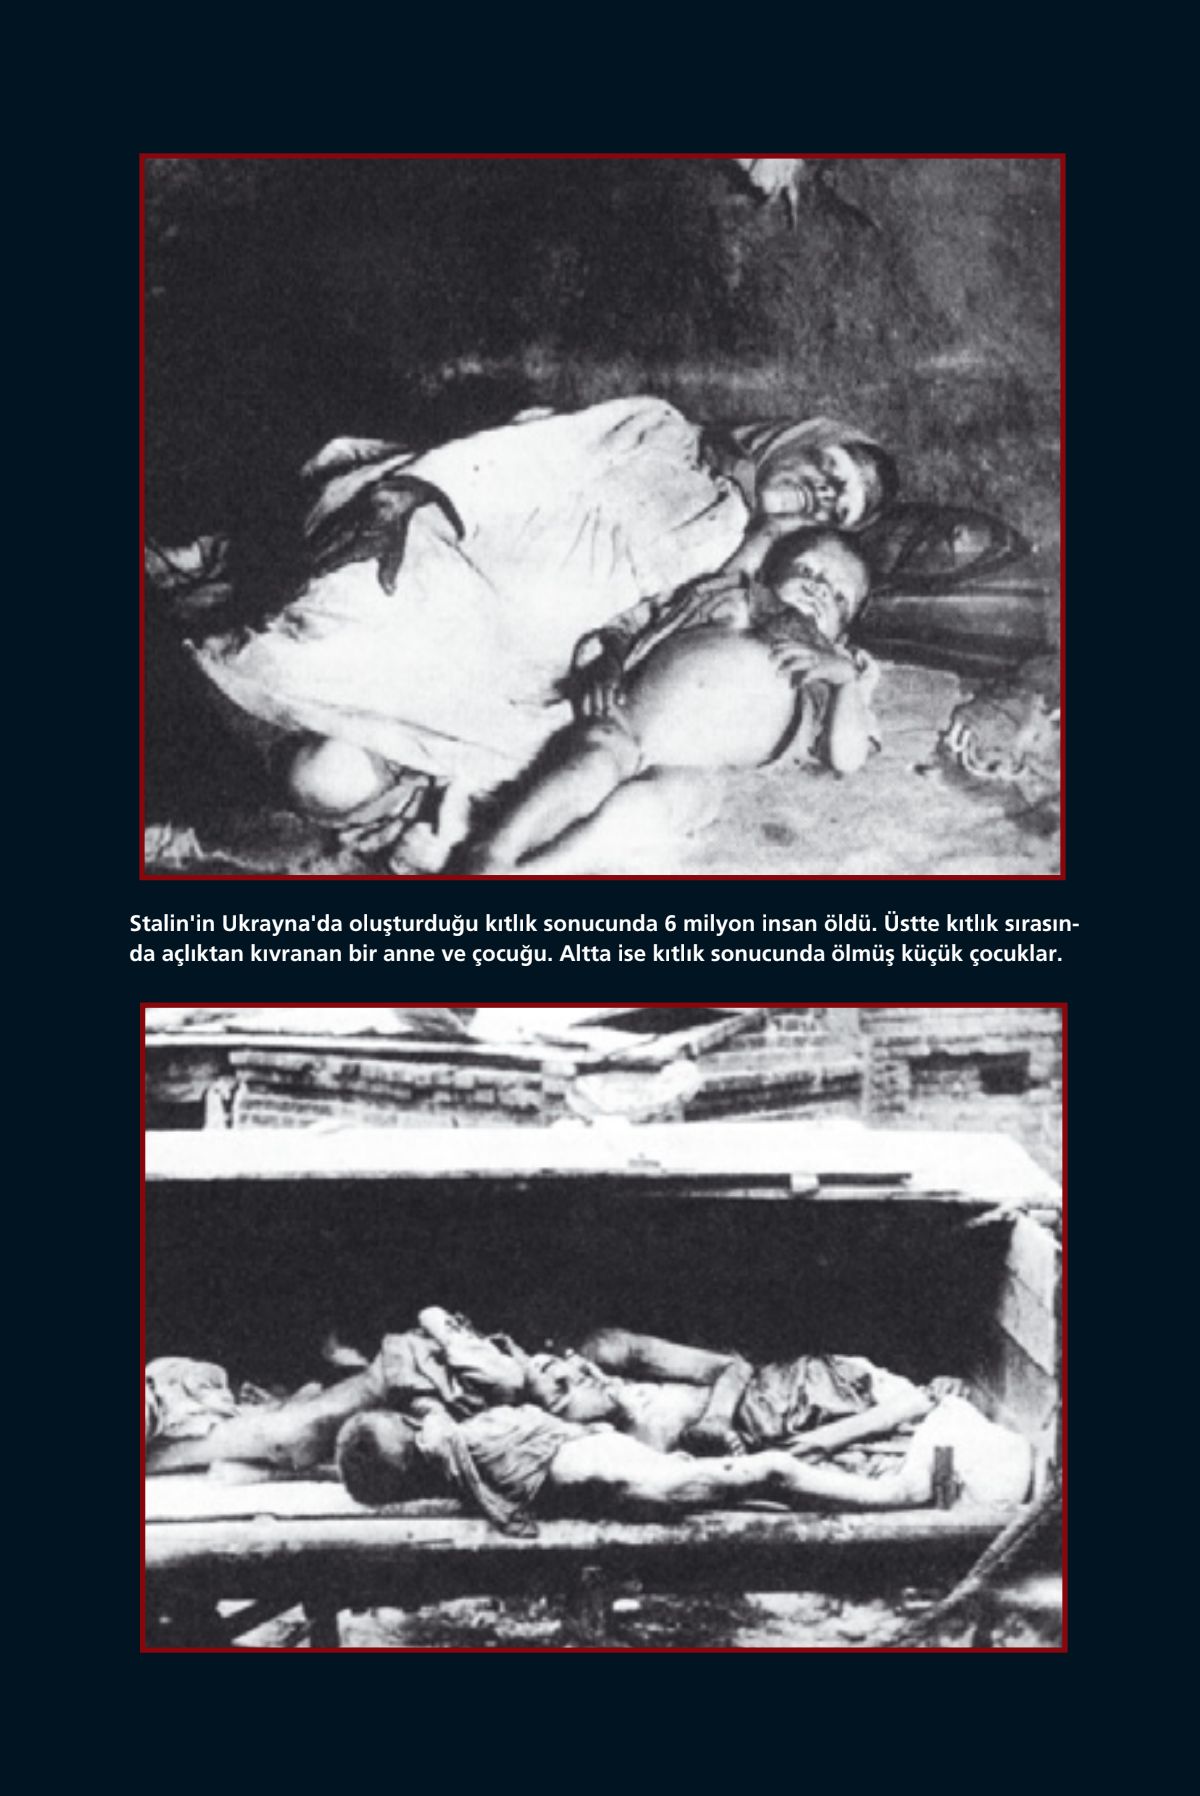 Stalin'in Ukrayna'da oluşturduğu kıtlık sonucunda 6 milyon insan öldü. Üstte kıtlık sırasın-
da açlıktan kıvranan bir anne ve çocuğu. Altta ise kıtlık sonucunda ölmüş küçük çocuklar.